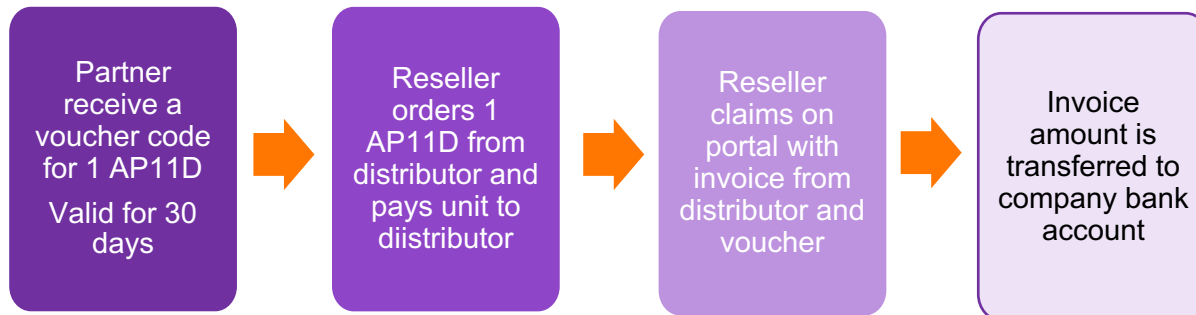 Partner
receive a
voucher code
for 1 AP11D
Valid for 30
days
Reseller
orders 1
AP11D from
distributor and
pays unit to
diistributor
Reseller
claims on
portal with
invoice from
distributor and
voucher
Invoice
amount is
transferred to
company bank
account